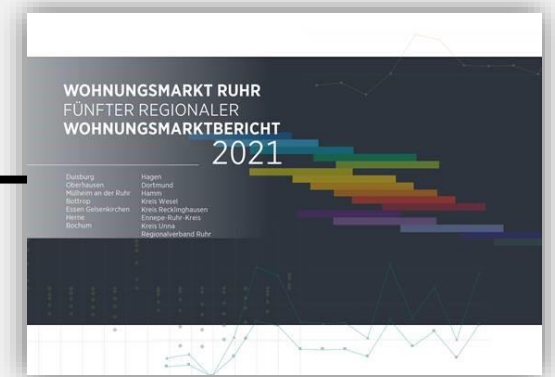 WOHNUNGSMARKT RUHR
FÜNFTER REGIONALER
WOHNUNGSMARKTBERICHT
2021
Duisburg
Oberhausen
Mülheim an der Ruhr
Bottrop
Essen Gelsenkirchen
Herne
Bochum
Hagen
Dortmund
Hamm
Kreis Wesel
Kreis Recklinghausen
Ennepe-Ruhr-Kreis
Kreis Unna
Regionalverband Ruhr